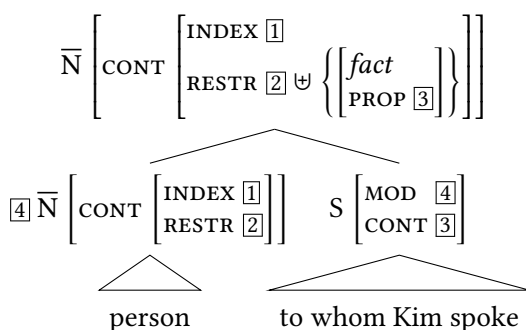 N̅ [CONT [INDEX 1
RESTR 2 ⊎ {[fact
PROP 3]}]]
4 N̅ [CONT [INDEX 1
RESTR 2]] S [MOD 4
CONT 3]
person to whom Kim spoke